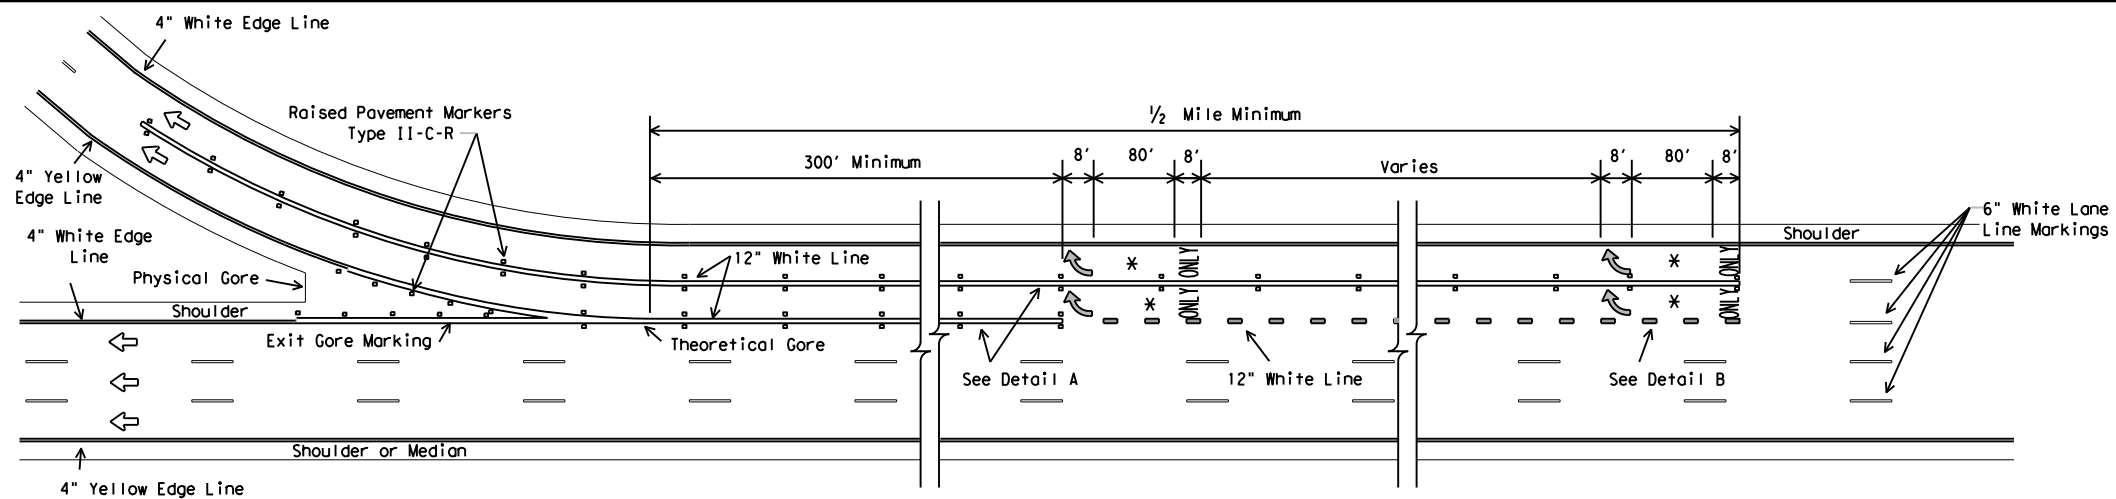 4" White Edge Line
Raised Pavement Markers
Type II-C-R
½ Mile Minimum
300' Minimum
8'
80'
8'
Varies
8'
80'
8'
4" Yellow
Edge Line
6" White Lane
Line Markings
4" White Edge
Line
Shoulder
12" White Line
Physical Gore
ONLY
ONLY
*
*
*
*
ONLY
ONLY
Shoulder
Exit Gore Marking
Theoretical Gore
See Detail A
12" White Line
See Detail B
Shoulder or Median
4" Yellow Edge Line